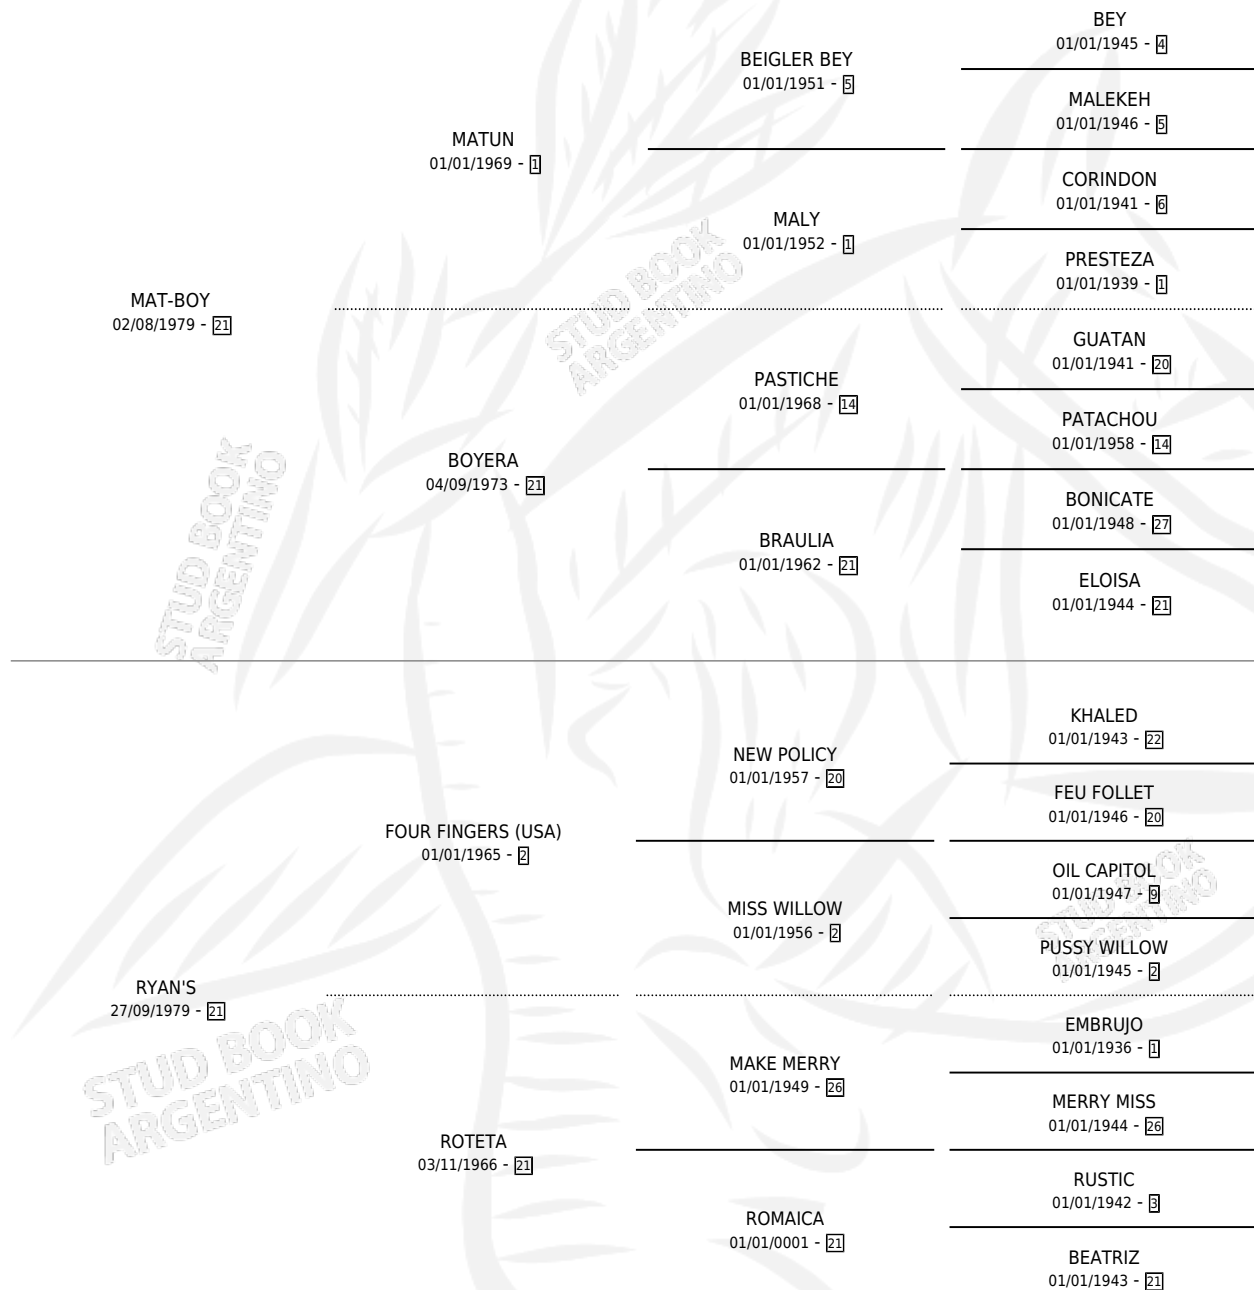 BEY
01/01/1945 - 4
BEIGLER BEY
01/01/1951 - 5
MALEKEH
01/01/1946 - 5
MATUN
01/01/1969 - 1
CORINDON
01/01/1941 - 6
MALY
01/01/1952 - 1
PRESTEZA
01/01/1939 - 1
MAT-BOY
02/08/1979 - 21
GUATAN
01/01/1941 - 20
PASTICHE
01/01/1968 - 14
PATACHOU
01/01/1958 - 14
BOYERA
04/09/1973 - 21
BONICATE
01/01/1948 - 27
BRAULIA
01/01/1962 - 21
ELOISA
01/01/1944 - 21
KHALED
01/01/1943 - 22
NEW POLICY
01/01/1957 - 20
FEU FOLLET
01/01/1946 - 20
FOUR FINGERS (USA)
01/01/1965 - 2
OIL CAPITOL
01/01/1947 - 9
MISS WILLOW
01/01/1956 - 2
PUSSY WILLOW
01/01/1945 - 2
RYAN'S
27/09/1979 - 21
EMBRUJO
01/01/1936 - 1
MAKE MERRY
01/01/1949 - 26
MERRY MISS
01/01/1944 - 26
ROTETA
03/11/1966 - 21
RUSTIC
01/01/1942 - 3
ROMAICA
01/01/0001 - 21
BEATRIZ
01/01/1943 - 21
STUD BOOK
ARGENTINO
STUD BOOK
ARGENTINO
STUD BOOK
ARGENTINO
STUD BOOK
ARGENTINO